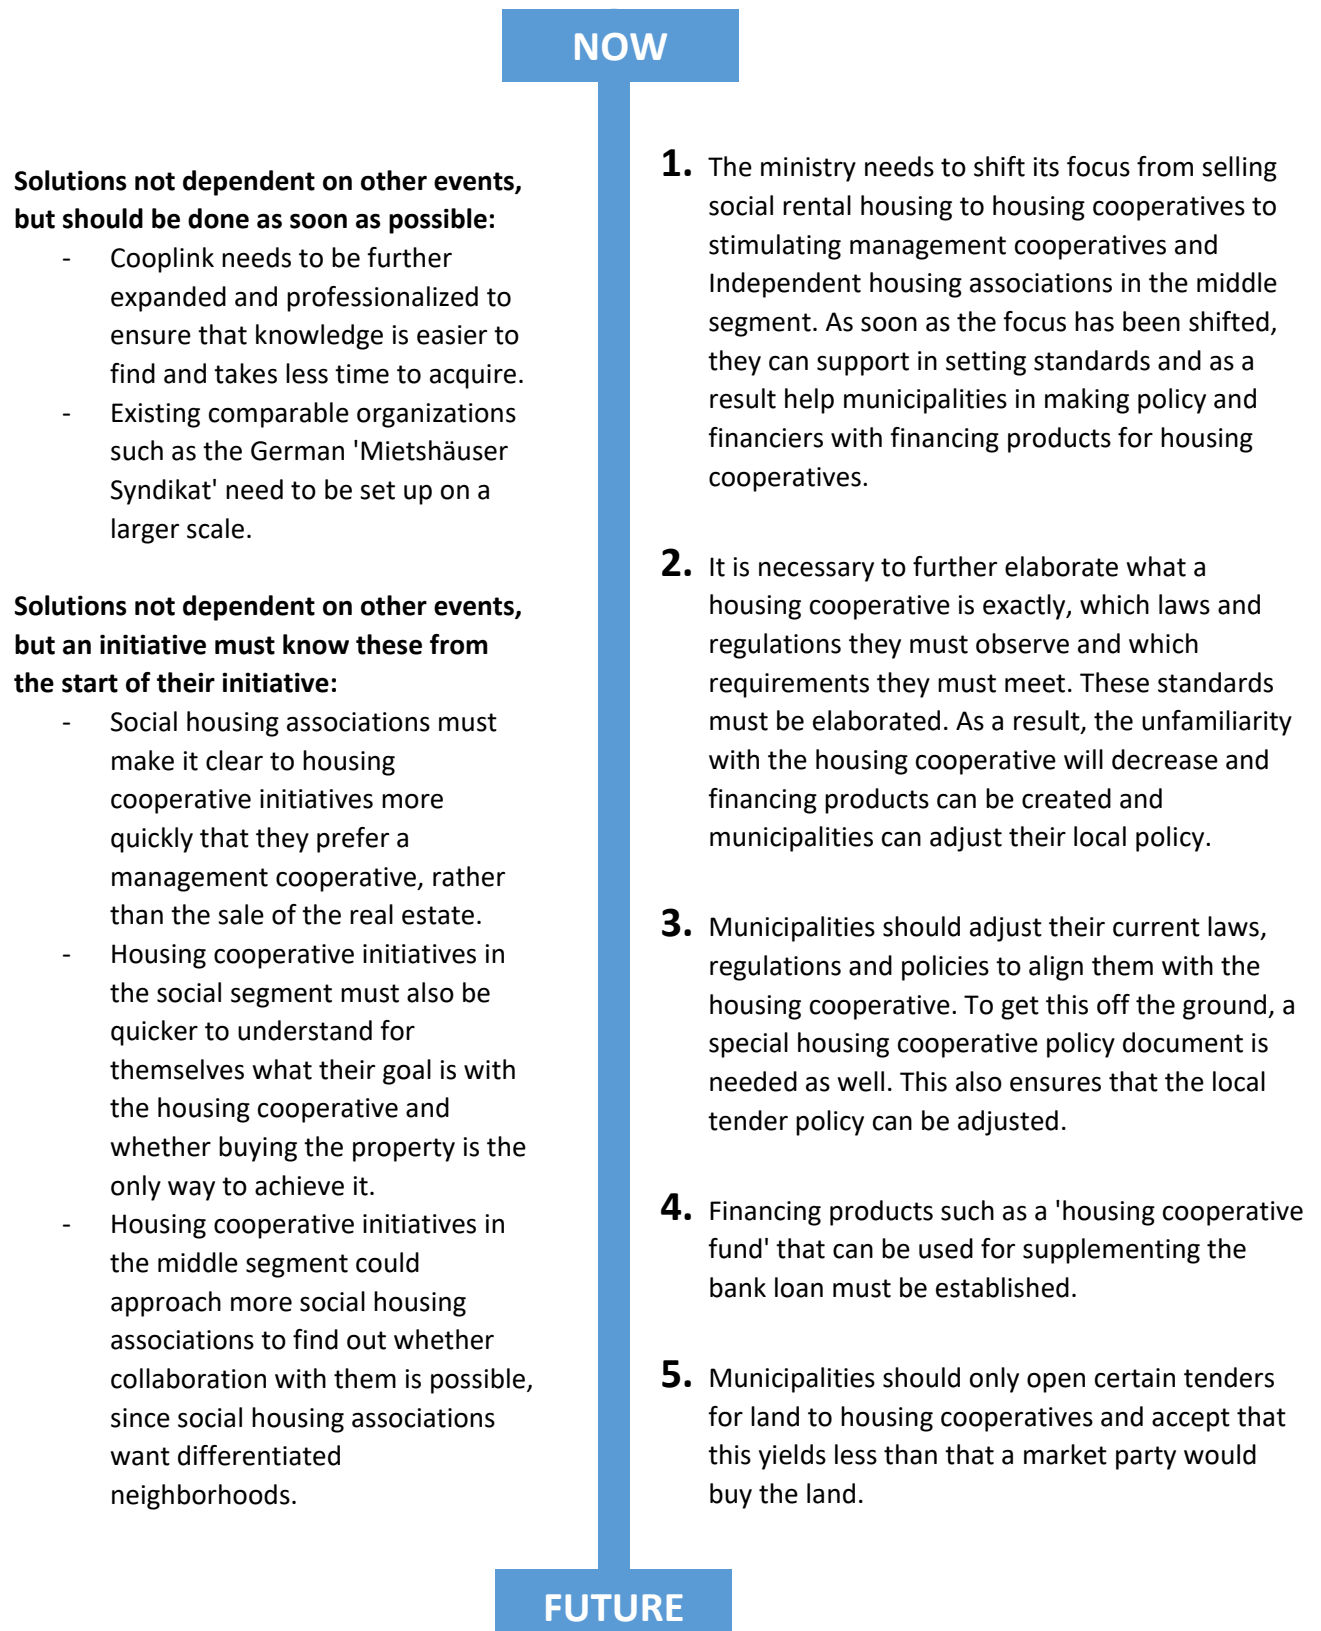 NOW
Solutions not dependent on other events,
but should be done as soon as possible:
- Cooplink needs to be further
expanded and professionalized to
ensure that knowledge is easier to
find and takes less time to acquire.
- Existing comparable organizations
such as the German 'Mietshäuser
Syndikat' need to be set up on a
larger scale.
Solutions not dependent on other events,
but an initiative must know these from
the start of their initiative:
- Social housing associations must
make it clear to housing
cooperative initiatives more
quickly that they prefer a
management cooperative, rather
than the sale of the real estate.
- Housing cooperative initiatives in
the social segment must also be
quicker to understand for
themselves what their goal is with
the housing cooperative and
whether buying the property is the
only way to achieve it.
- Housing cooperative initiatives in
the middle segment could
approach more social housing
associations to find out whether
collaboration with them is possible,
since social housing associations
want differentiated
neighborhoods.
1. The ministry needs to shift its focus from selling
social rental housing to housing cooperatives to
stimulating management cooperatives and
Independent housing associations in the middle
segment. As soon as the focus has been shifted,
they can support in setting standards and as a
result help municipalities in making policy and
financiers with financing products for housing
cooperatives.
2. It is necessary to further elaborate what a
housing cooperative is exactly, which laws and
regulations they must observe and which
requirements they must meet. These standards
must be elaborated. As a result, the unfamiliarity
with the housing cooperative will decrease and
financing products can be created and
municipalities can adjust their local policy.
3. Municipalities should adjust their current laws,
regulations and policies to align them with the
housing cooperative. To get this off the ground, a
special housing cooperative policy document is
needed as well. This also ensures that the local
tender policy can be adjusted.
4. Financing products such as a 'housing cooperative
fund' that can be used for supplementing the
bank loan must be established.
5. Municipalities should only open certain tenders
for land to housing cooperatives and accept that
this yields less than that a market party would
buy the land.
FUTURE